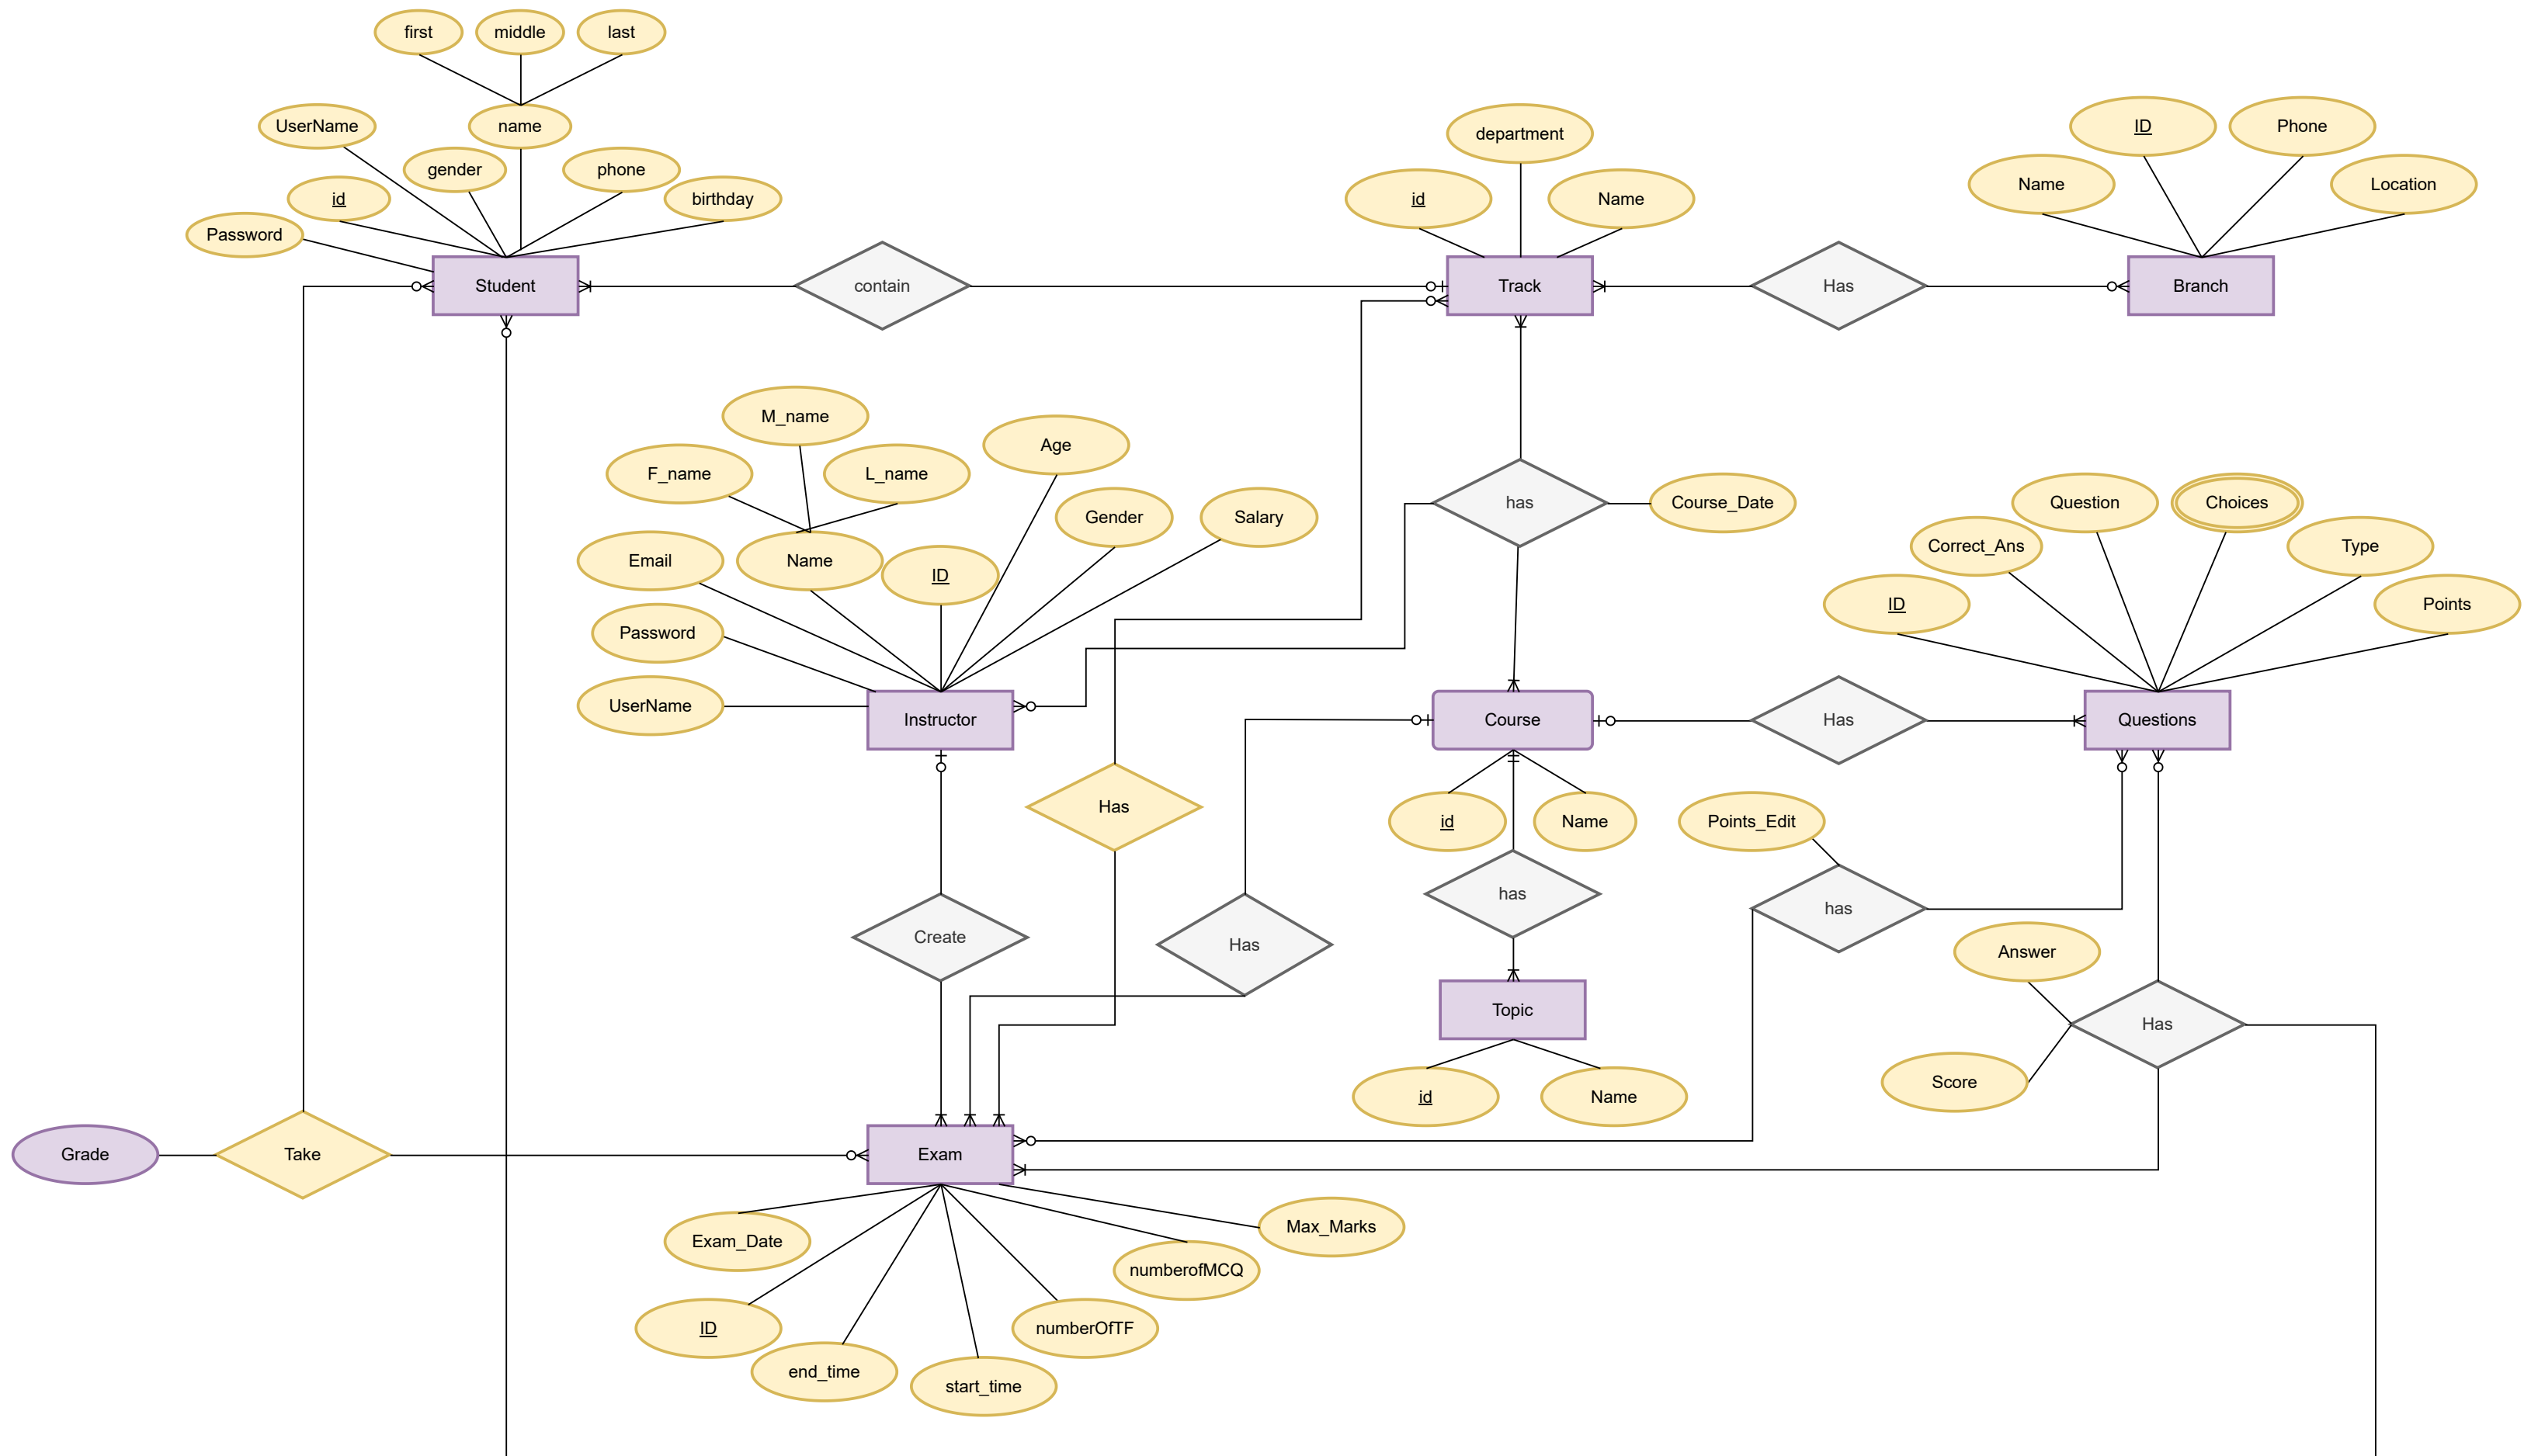 first
middle
last
UserName
name
gender
phone
id
birthday
Password
Student
contain
department
id
Name
Track
Has
ID
Phone
Name
Location
Branch
M_name
F_name
L_name
Age
Gender
Salary
Email
Name
ID
Password
UserName
Instructor
has
Course_Date
Question
Choices
Correct_Ans
Type
ID
Points
Course
Has
Questions
Has
id
Name
Points_Edit
Create
Has
has
has
Answer
Topic
Has
id
Name
Score
Grade
Take
Exam
Exam_Date
Max_Marks
numberofMCQ
ID
numberOfTF
end_time
start_time